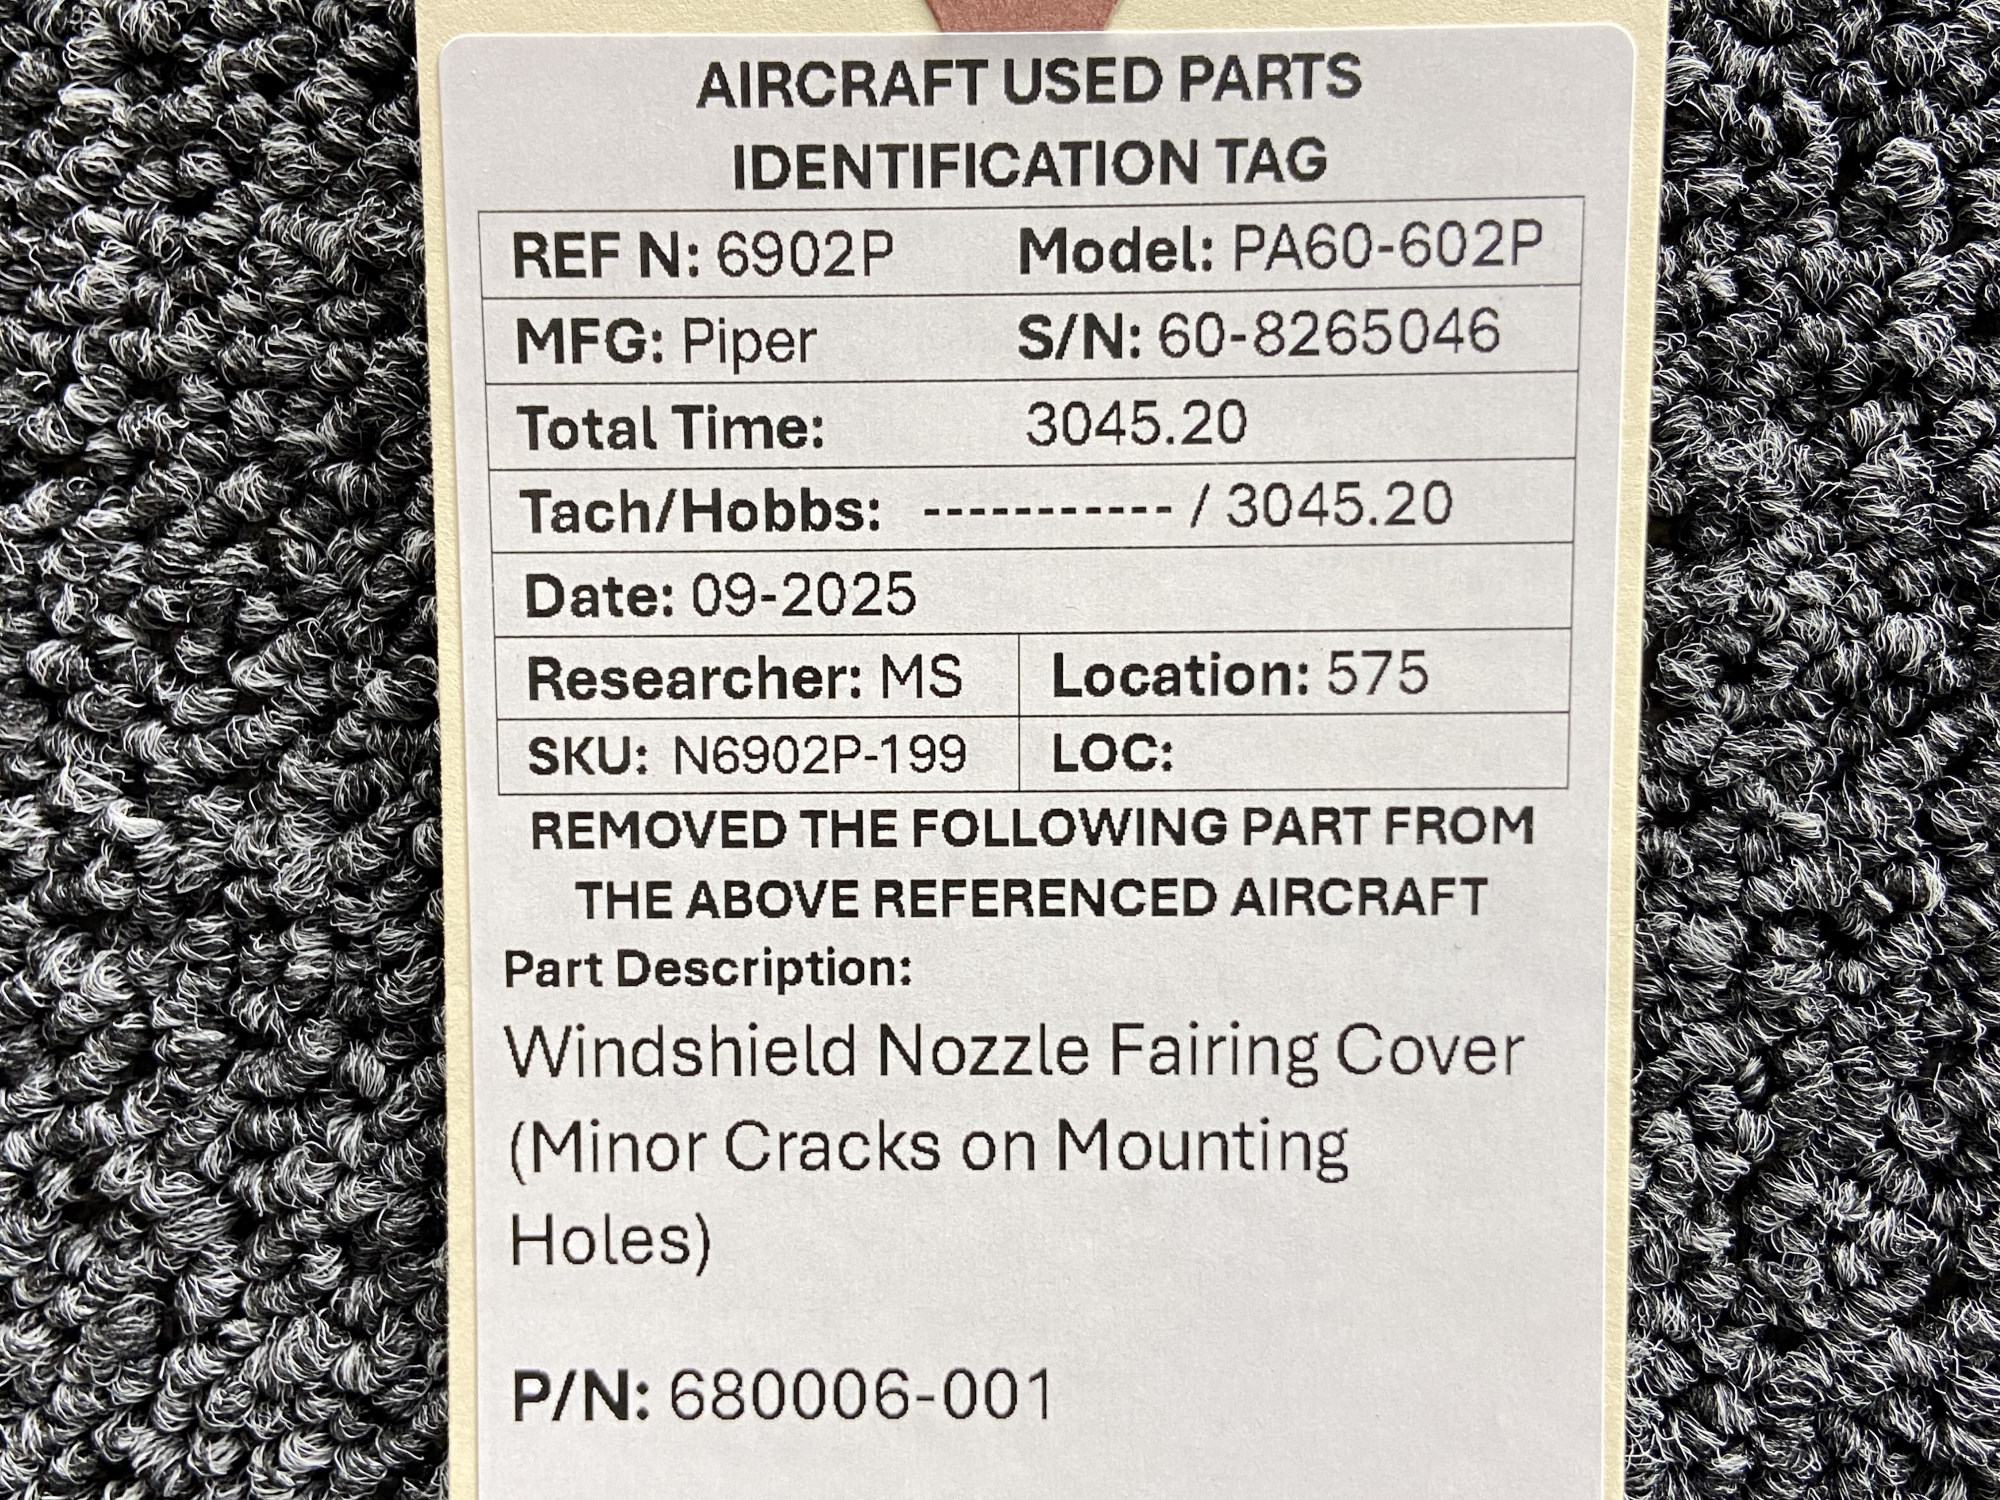 AIRCRAFT USED PARTS
IDENTIFICATION TAG
REF N: 6902P Model: PA60-602P
MFG: Piper S/N: 60-8265046
Total Time: 3045.20
Tach/Hobbs: ----------- / 3045.20
Date: 09-2025
Researcher: MS Location: 575
SKU: N6902P-199 LOC:
REMOVED THE FOLLOWING PART FROM
THE ABOVE REFERENCED AIRCRAFT
Part Description:
Windshield Nozzle Fairing Cover
(Minor Cracks on Mounting
Holes)
P/N: 680006-001